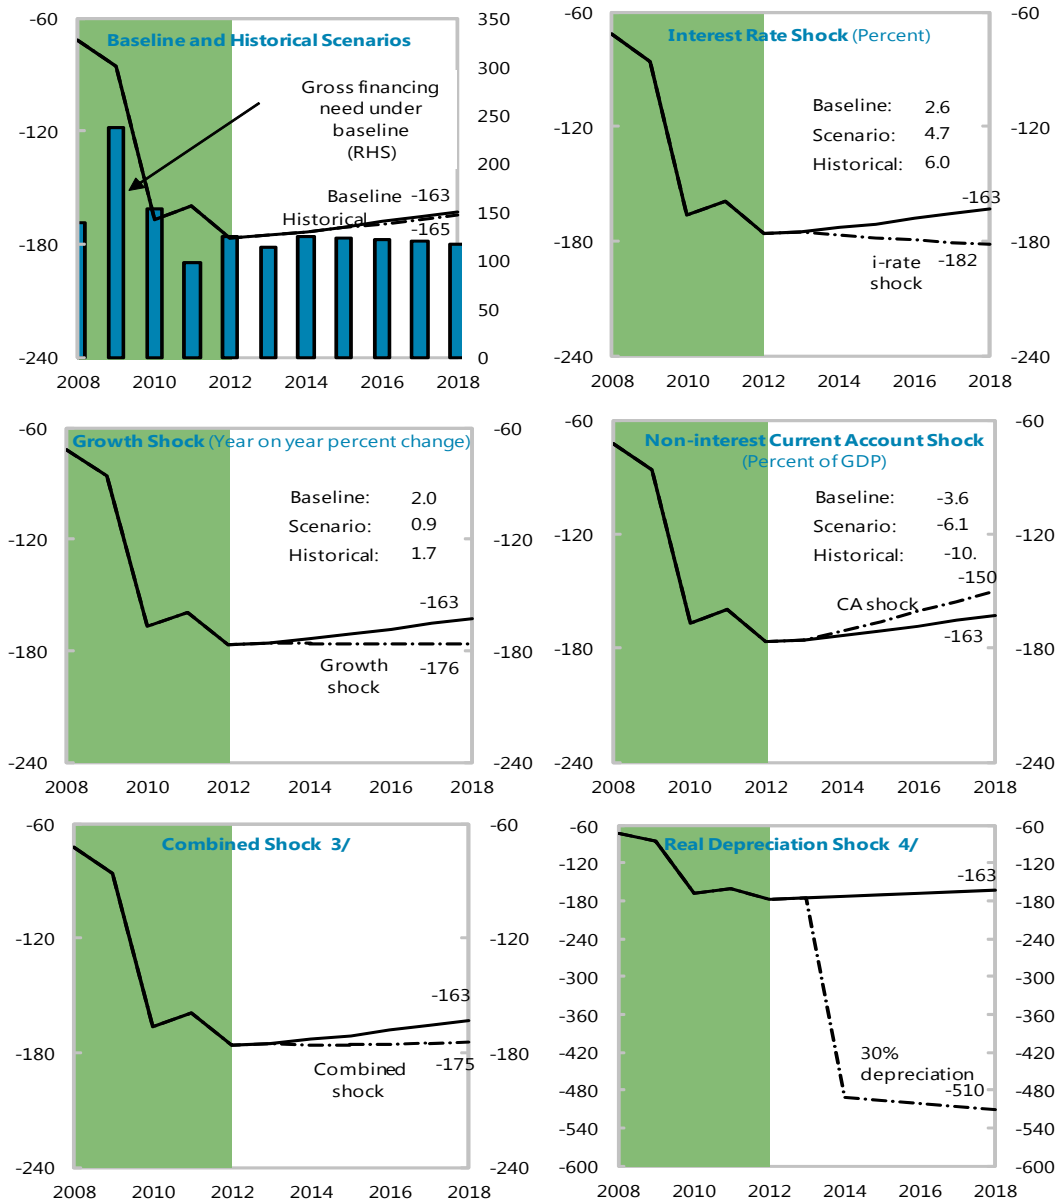 Baseline and Historical Scenarios
-60
-120
-180
-240
350
300
250
200
150
100
50
0
Gross financing
need under
baseline
(RHS)
Baseline -163
Historical
-165
2008 2010 2012 2014 2016 2018
Interest Rate Shock (Percent)
-60
-120
-180
-240
-60
-120
-180
-240
Baseline: 2.6
Scenario: 4.7
Historical: 6.0
-163
i-rate
shock
-182
2008 2010 2012 2014 2016 2018
Growth Shock (Year on year percent change)
-60
-120
-180
-240
-60
-120
-180
-240
Baseline: 2.0
Scenario: 0.9
Historical: 1.7
-163
Growth
shock
-176
2008 2010 2012 2014 2016 2018
Non-interest Current Account Shock
(Percent of GDP)
-60
-120
-180
-240
-60
-120
-180
-240
Baseline: -3.6
Scenario: -6.1
Historical: -10.
-150
CA shock
-163
2008 2010 2012 2014 2016 2018
Combined Shock 3/
-60
-120
-180
-240
-60
-120
-180
-240
-163
Combined
shock
-175
2008 2010 2012 2014 2016 2018
Real Depreciation Shock 4/
-60
-120
-180
-240
-300
-360
-420
-480
-540
-600
-60
-120
-180
-240
-300
-360
-420
-480
-540
-600
-163
30%
depreciation
-510
2008 2010 2012 2014 2016 2018